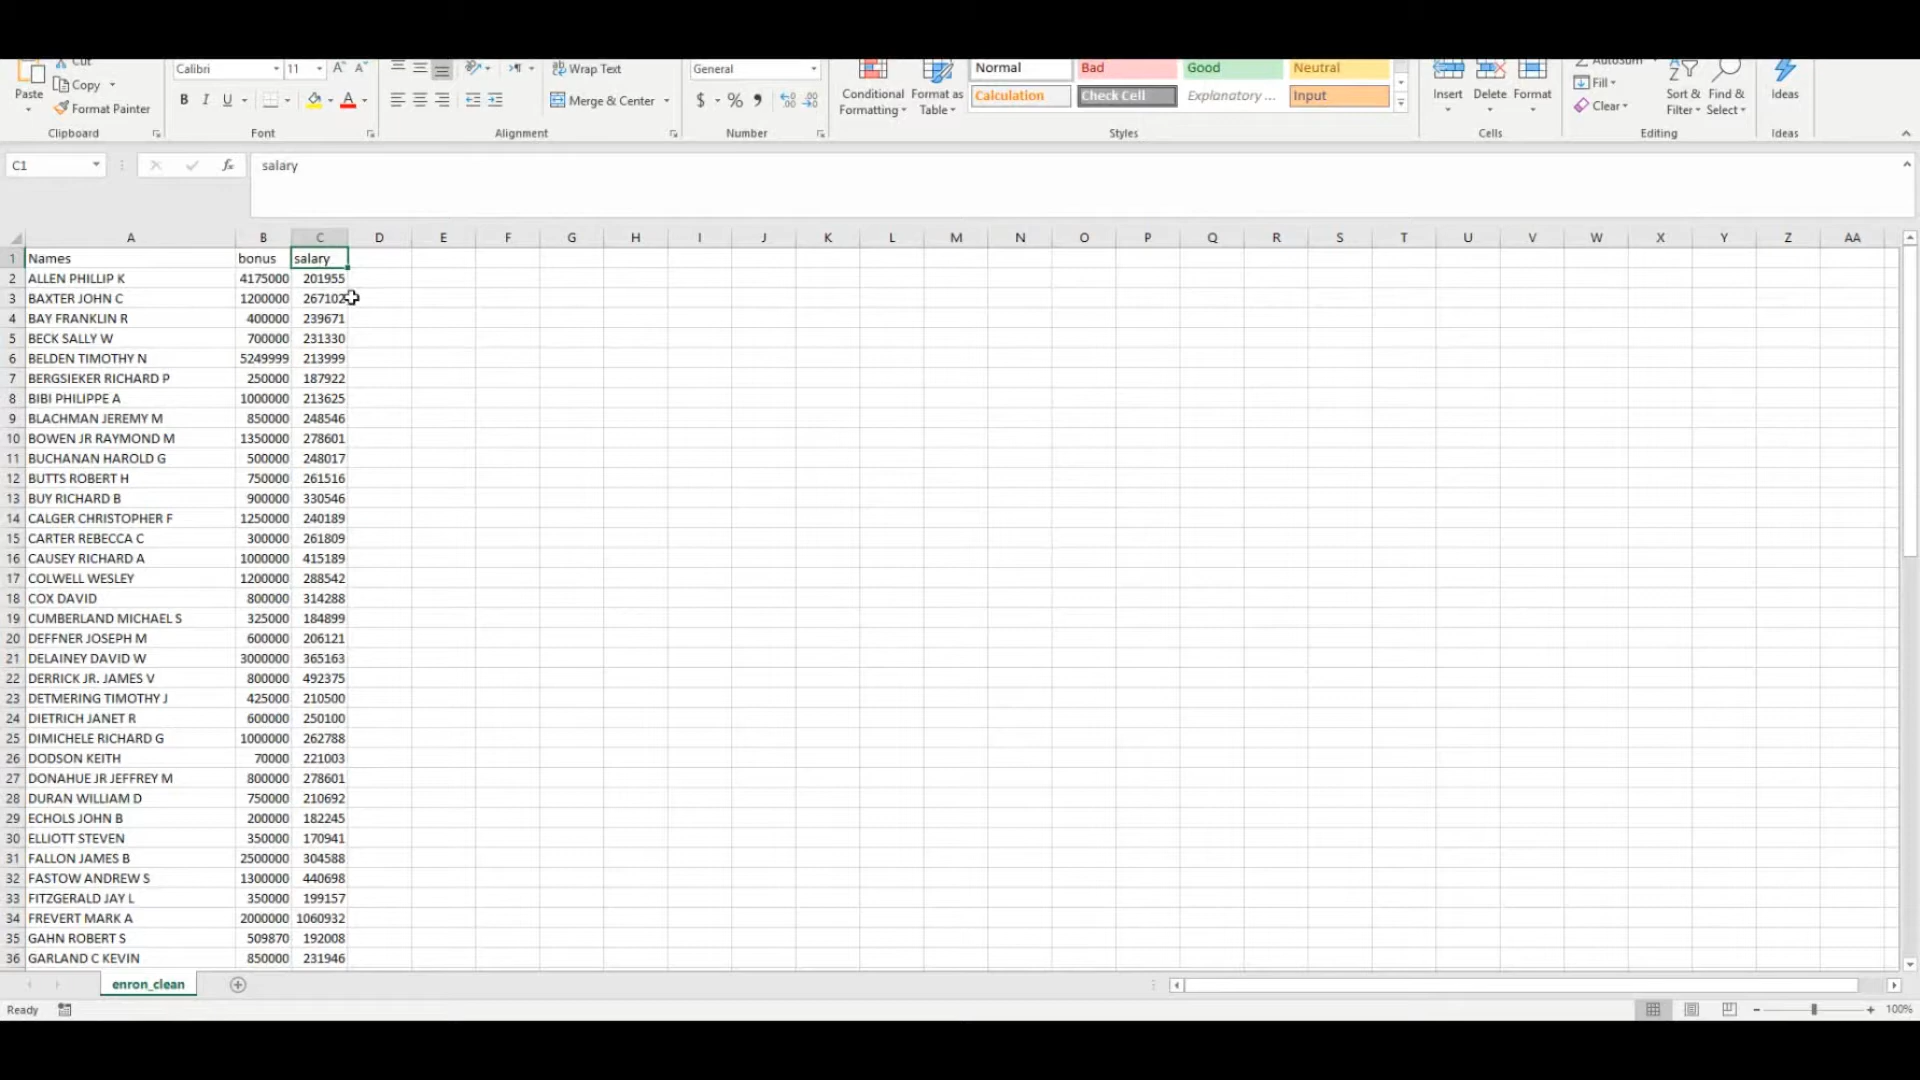 Cut
Calibri 11 A A Wrap Text General Normal Bad Good Neutral AutoSum
Paste Copy Conditional Formatting Format as Table Insert Delete Format Fill Sort & Filter Find & Select Ideas
Format Painter B I U A Merge & Center $ % Calculation Check Cell Explanatory ... Input Clear
Clipboard Font Alignment Number Styles Cells Editing Ideas
C1 fx salary
A B C D E F G H I J K L M N O P Q R S T U V W X Y Z AA
1 Names bonus salary
2 ALLEN PHILLIP K 4175000 201955
3 BAXTER JOHN C 1200000 267102
4 BAY FRANKLIN R 400000 239671
5 BECK SALLY W 700000 231330
6 BELDEN TIMOTHY N 5249999 213999
7 BERGSIEKER RICHARD P 250000 187922
8 BIBI PHILIPPE A 1000000 213625
9 BLACHMAN JEREMY M 850000 248546
10 BOWEN JR RAYMOND M 1350000 278601
11 BUCHANAN HAROLD G 500000 248017
12 BUTTS ROBERT H 750000 261516
13 BUY RICHARD B 900000 330546
14 CALGER CHRISTOPHER F 1250000 240189
15 CARTER REBECCA C 300000 261809
16 CAUSEY RICHARD A 1000000 415189
17 COLWELL WESLEY 1200000 288542
18 COX DAVID 800000 314288
19 CUMBERLAND MICHAEL S 325000 184899
20 DEFFNER JOSEPH M 600000 206121
21 DELAINEY DAVID W 3000000 365163
22 DERRICK JR. JAMES V 800000 492375
23 DETMERING TIMOTHY J 425000 210500
24 DIETRICH JANET R 600000 250100
25 DIMICHELE RICHARD G 1000000 262788
26 DODSON KEITH 70000 221003
27 DONAHUE JR JEFFREY M 800000 278601
28 DURAN WILLIAM D 750000 210692
29 ECHOLS JOHN B 200000 182245
30 ELLIOTT STEVEN 350000 170941
31 FALLON JAMES B 2500000 304588
32 FASTOW ANDREW S 1300000 440698
33 FITZGERALD JAY L 350000 199157
34 FREVERT MARK A 2000000 1060932
35 GAHN ROBERT S 509870 192008
36 GARLAND C KEVIN 850000 231946
enron_clean
Ready 100%